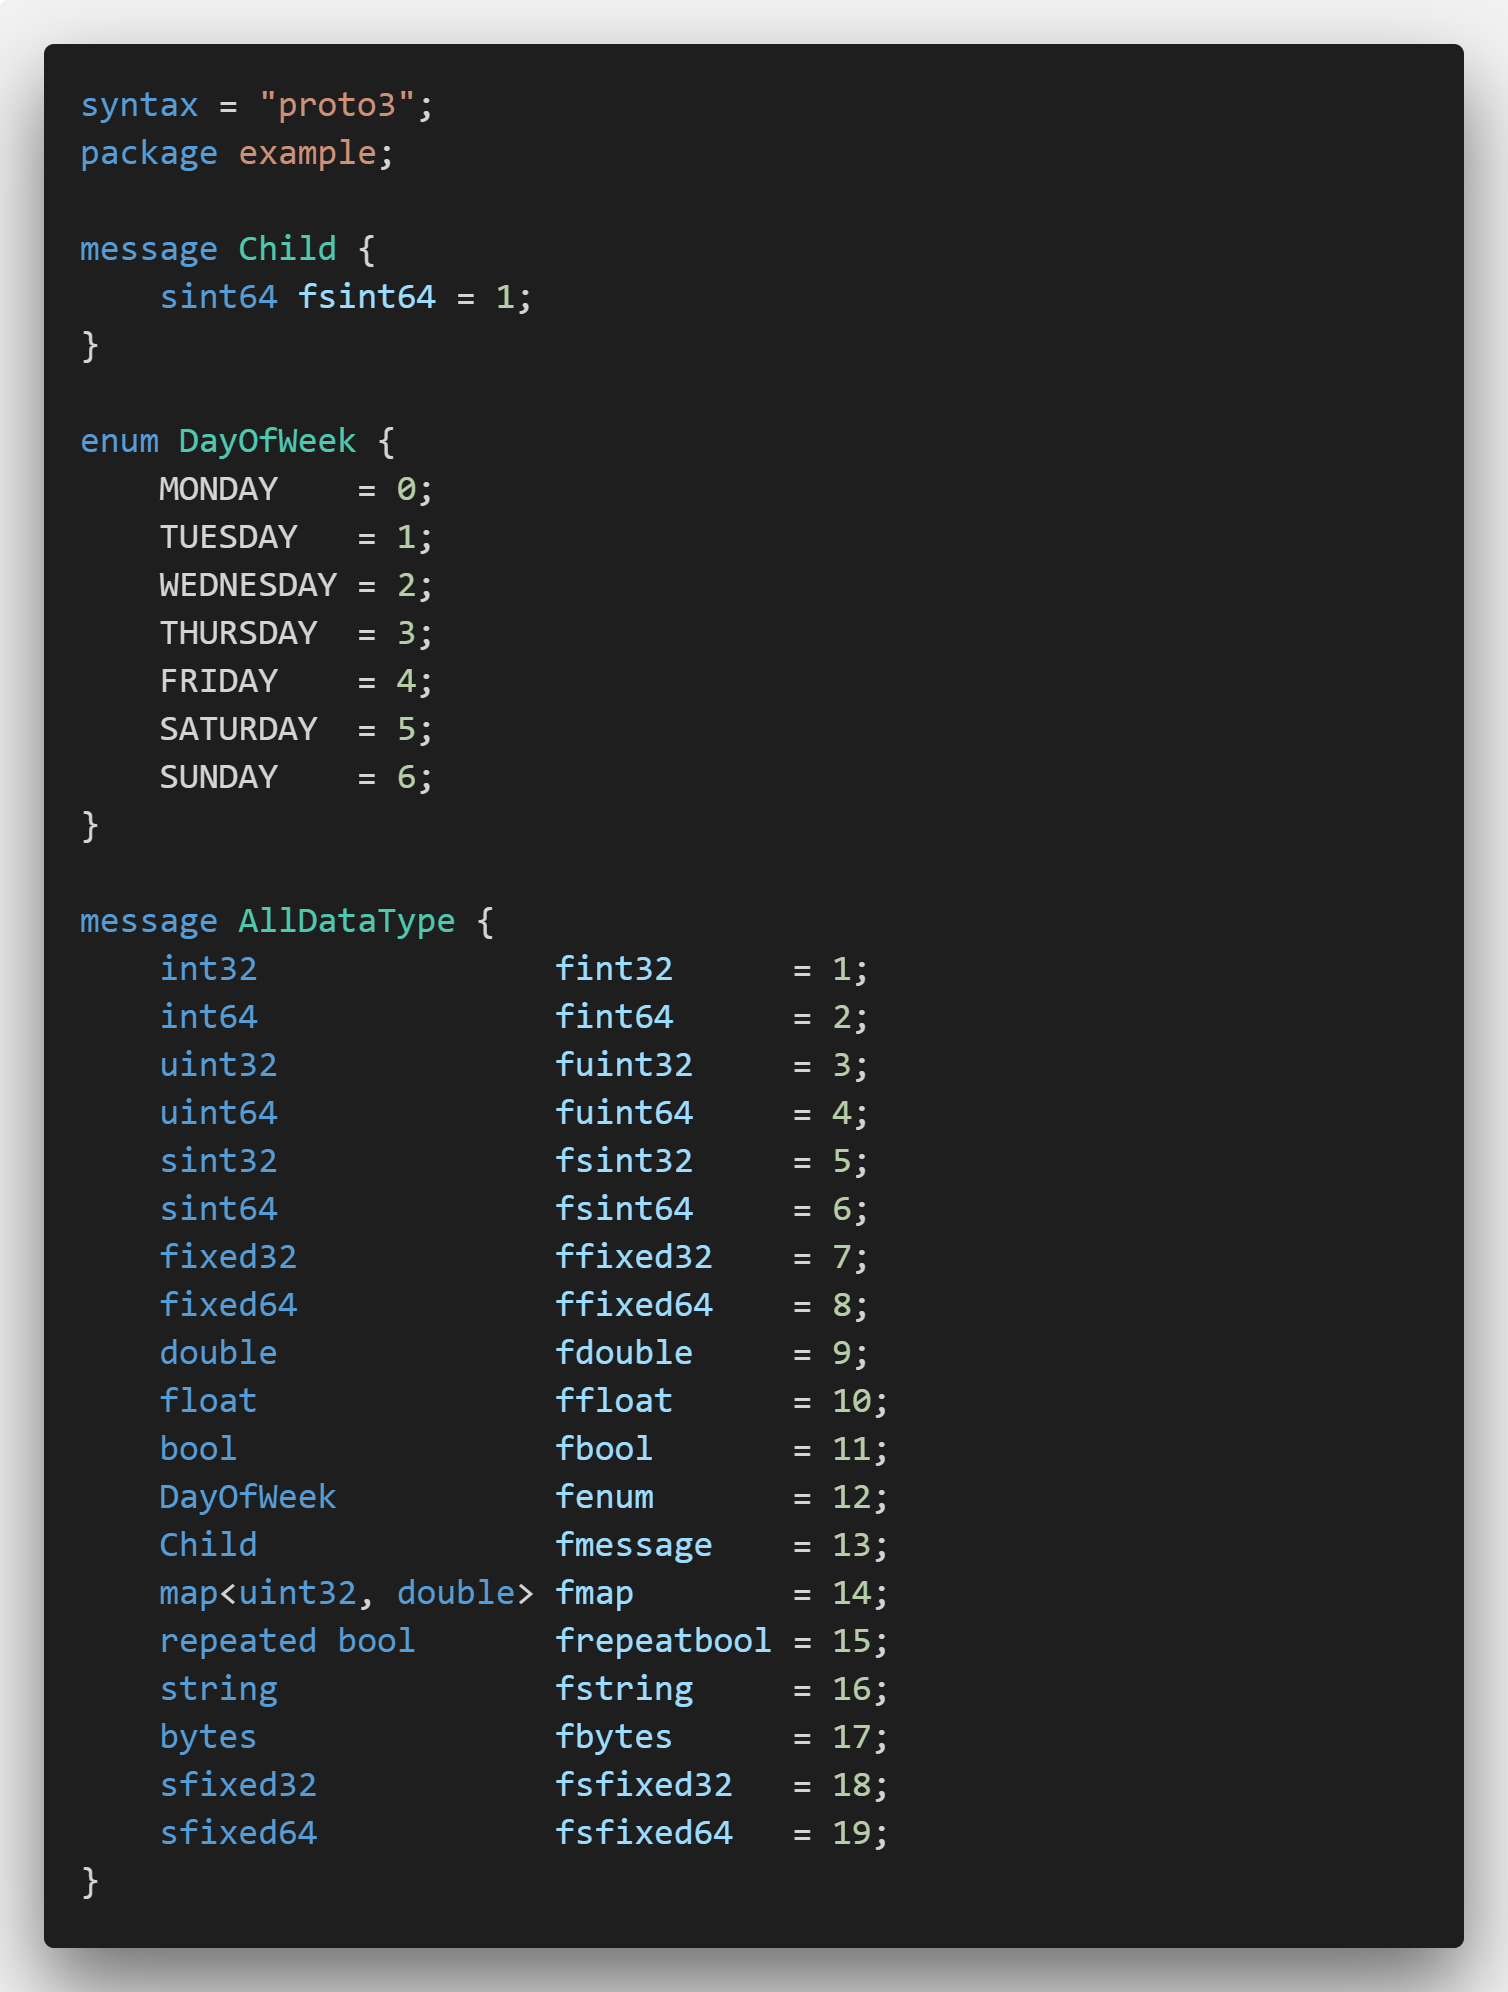 syntax = "proto3";
package example;

message Child {
    sint64 fsint64 = 1;
}

enum DayOfWeek {
    MONDAY    = 0;
    TUESDAY   = 1;
    WEDNESDAY = 2;
    THURSDAY  = 3;
    FRIDAY    = 4;
    SATURDAY  = 5;
    SUNDAY    = 6;
}

message AllDataType {
    int32               fint32      = 1;
    int64               fint64      = 2;
    uint32              fuint32     = 3;
    uint64              fuint64     = 4;
    sint32              fsint32     = 5;
    sint64              fsint64     = 6;
    fixed32             ffixed32    = 7;
    fixed64             ffixed64    = 8;
    double              fdouble     = 9;
    float               ffloat      = 10;
    bool                fbool       = 11;
    DayOfWeek           fenum       = 12;
    Child               fmessage    = 13;
    map<uint32, double> fmap        = 14;
    repeated bool       frepeatbool = 15;
    string              fstring     = 16;
    bytes               fbytes      = 17;
    sfixed32            fsfixed32   = 18;
    sfixed64            fsfixed64   = 19;
}